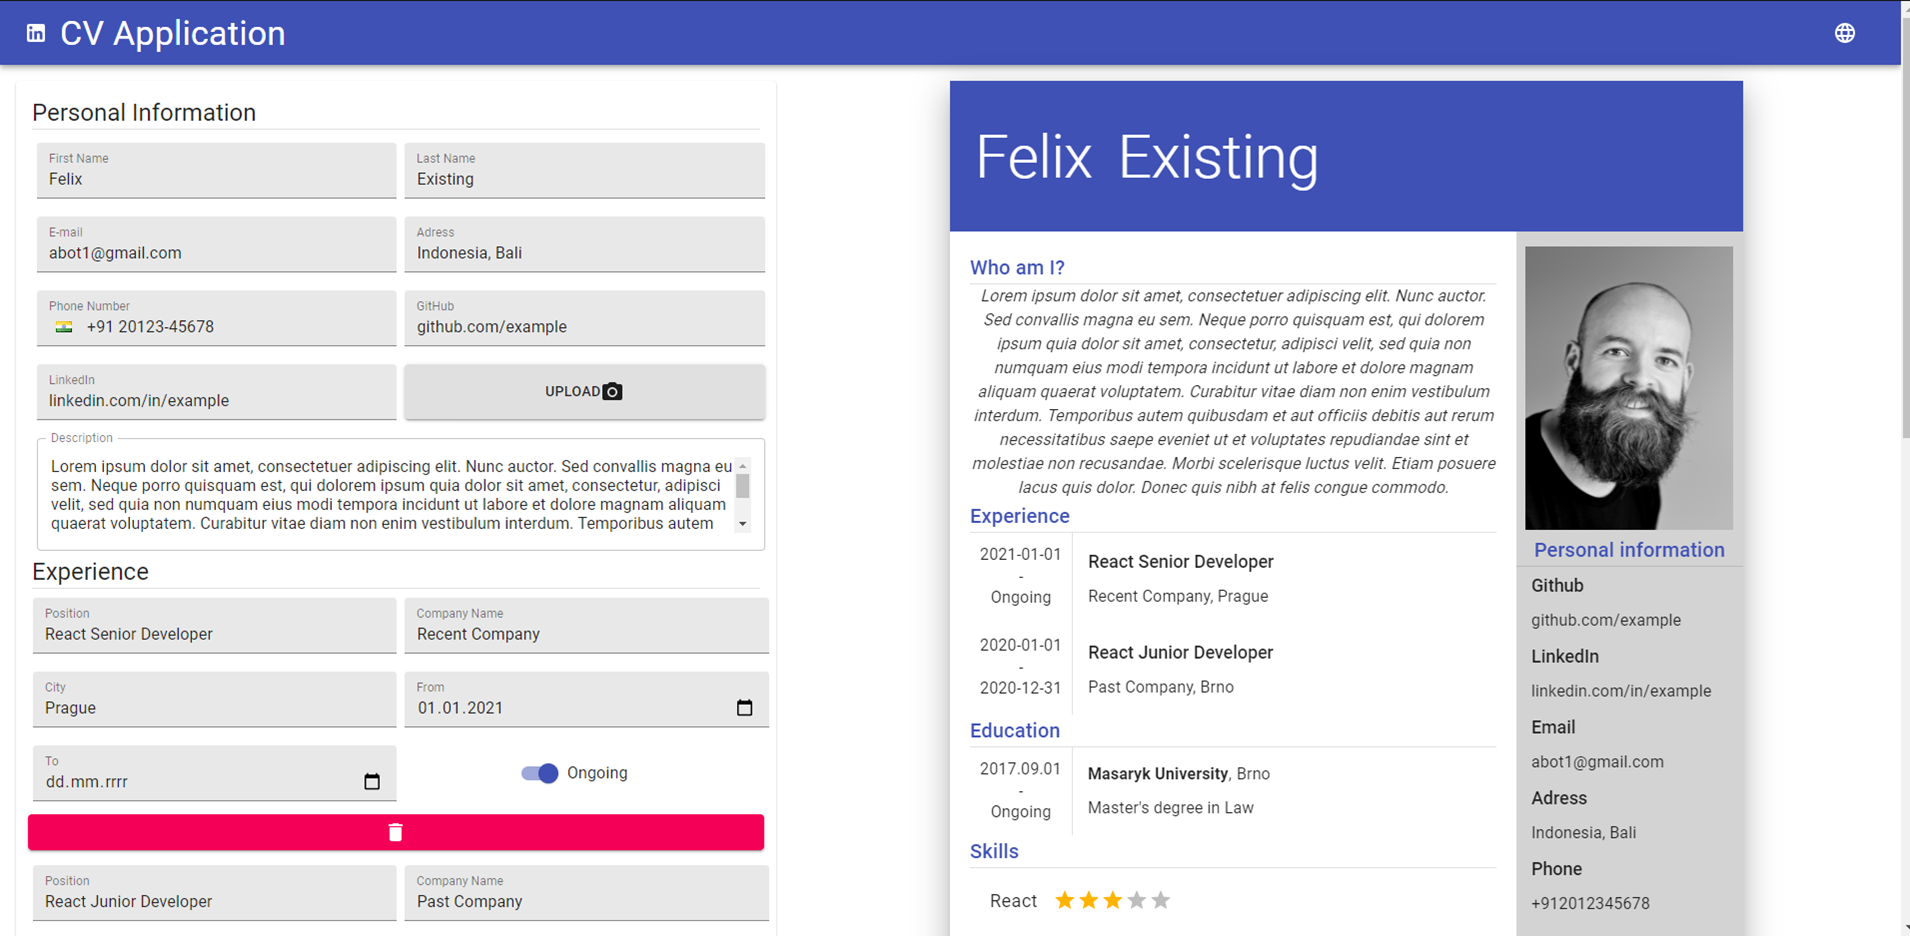 CV Application
Personal Information
First Name
Felix
Last Name
Existing
E-mail
abot1@gmail.com
Adress
Indonesia, Bali
Phone Number
+91 20123-45678
GitHub
github.com/example
LinkedIn
linkedin.com/in/example
UPLOAD
Description
Lorem ipsum dolor sit amet, consectetuer adipiscing elit. Nunc auctor. Sed convallis magna eu
sem. Neque porro quisquam est, qui dolorem ipsum quia dolor sit amet, consectetur, adipisci
velit, sed quia non numquam eius modi tempora incidunt ut labore et dolore magnam aliquam
quaerat voluptatem. Curabitur vitae diam non enim vestibulum interdum. Temporibus autem
Experience
Position
React Senior Developer
Company Name
Recent Company
City
Prague
From
01.01.2021
To
dd.mm.rrrr
Ongoing
Position
React Junior Developer
Company Name
Past Company
Felix Existing
Who am I?
Lorem ipsum dolor sit amet, consectetuer adipiscing elit. Nunc auctor.
Sed convallis magna eu sem. Neque porro quisquam est, qui dolorem
ipsum quia dolor sit amet, consectetur, adipisci velit, sed quia non
numquam eius modi tempora incidunt ut labore et dolore magnam
aliquam quaerat voluptatem. Curabitur vitae diam non enim vestibulum
interdum. Temporibus autem quibusdam et aut officiis debitis aut rerum
necessitatibus saepe eveniet ut et voluptates repudiandae sint et
molestiae non recusandae. Morbi scelerisque luctus velit. Etiam posuere
lacus quis dolor. Donec quis nibh at felis congue commodo.
Experience
2021-01-01
-
Ongoing
React Senior Developer
Recent Company, Prague
2020-01-01
-
2020-12-31
React Junior Developer
Past Company, Brno
Education
2017.09.01
-
Ongoing
Masaryk University, Brno
Master's degree in Law
Skills
React
Personal information
Github
github.com/example
LinkedIn
linkedin.com/in/example
Email
abot1@gmail.com
Adress
Indonesia, Bali
Phone
+912012345678